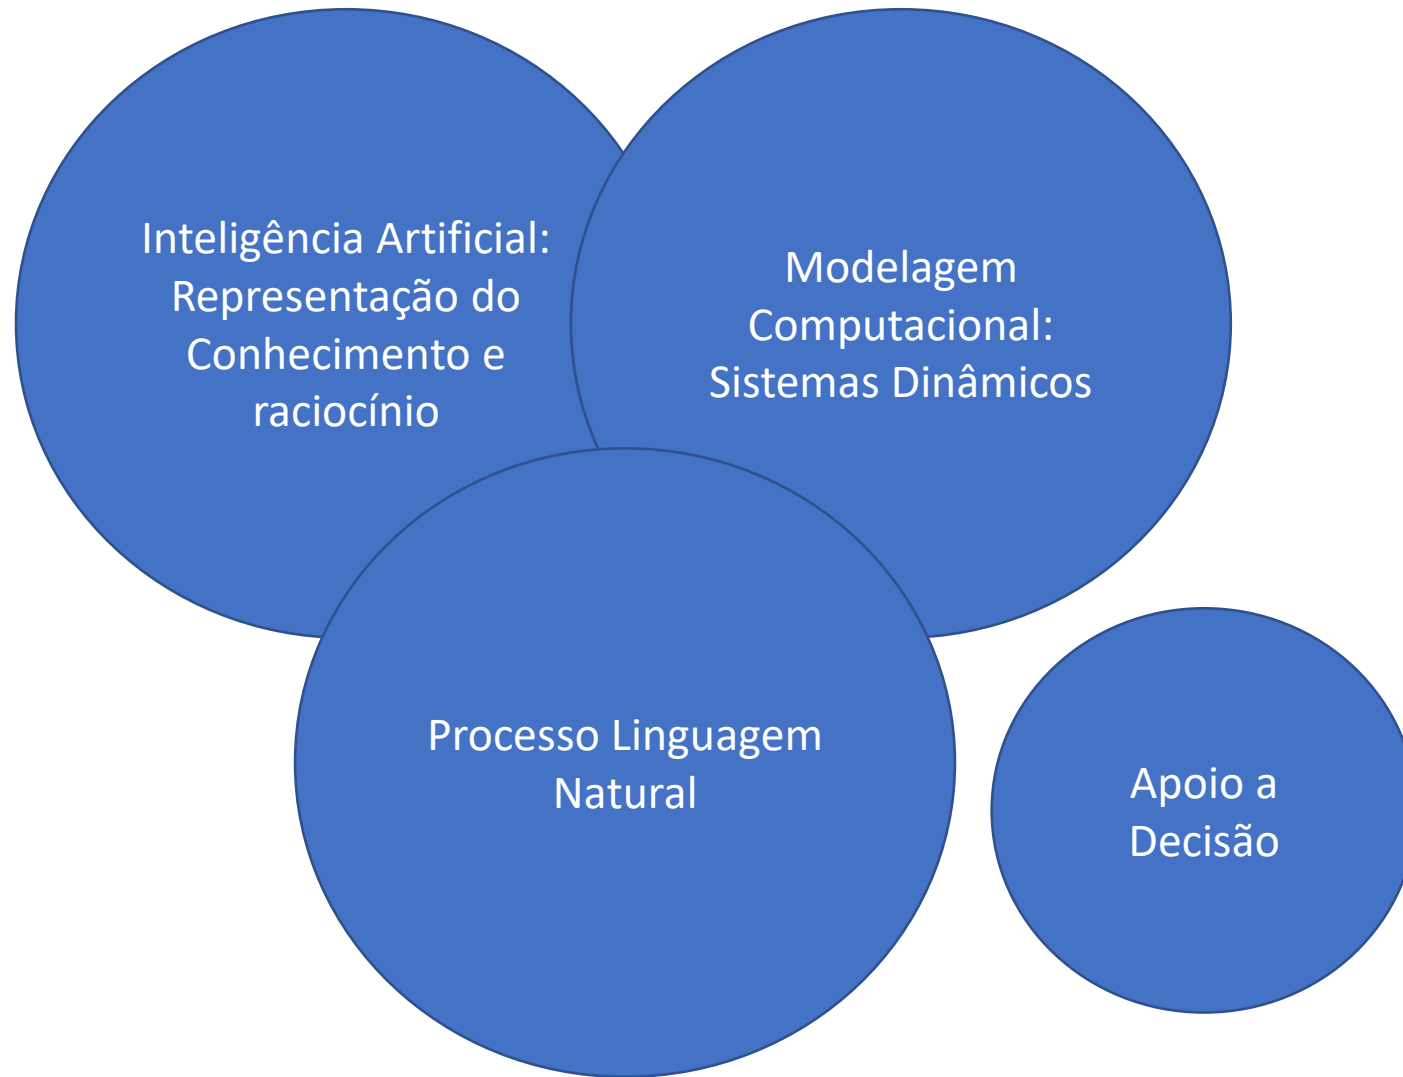 Inteligência Artificial:
Representação do
Conhecimento e
raciocínio
Modelagem
Computacional:
Sistemas Dinâmicos
Processo Linguagem
Natural
Apoio a
Decisão